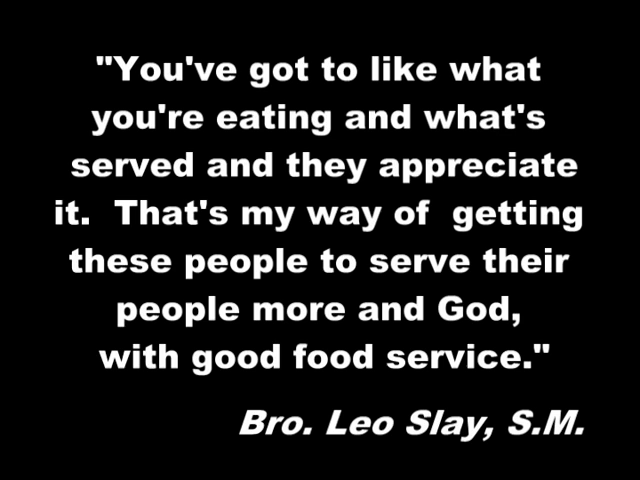 "You've got to like what
you're eating and what's
served and they appreciate
it.  That's my way of  getting
these people to serve their
people more and God,
with good food service."
Bro. Leo Slay, S.M.